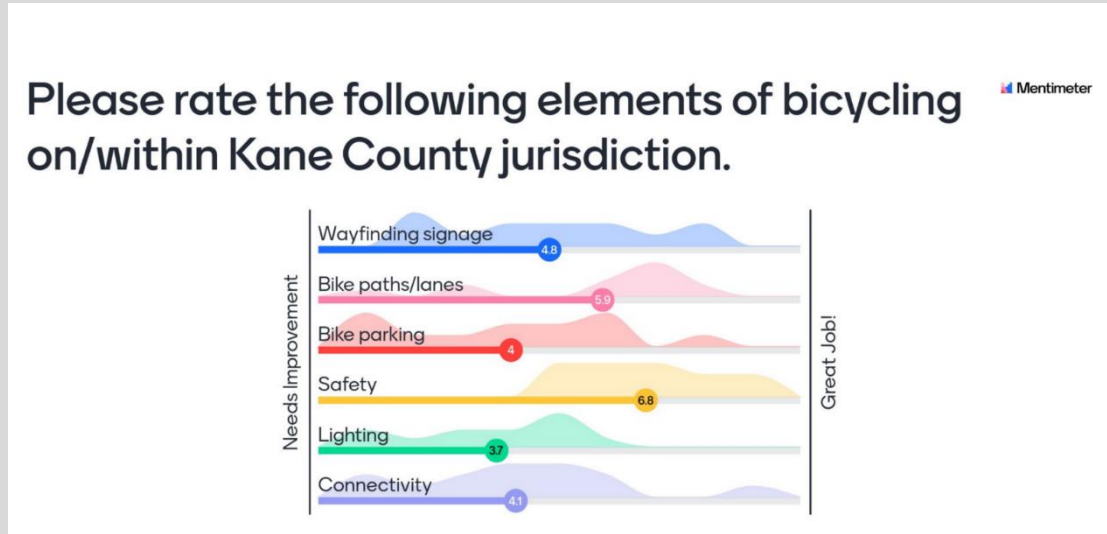 Please rate the following elements of bicycling
on/within Kane County jurisdiction.
Mentimeter
Needs Improvement
Wayfinding signage
4.8
Bike paths/lanes
5.9
Bike parking
4
Safety
6.8
Lighting
3.7
Connectivity
4.1
Great Job!